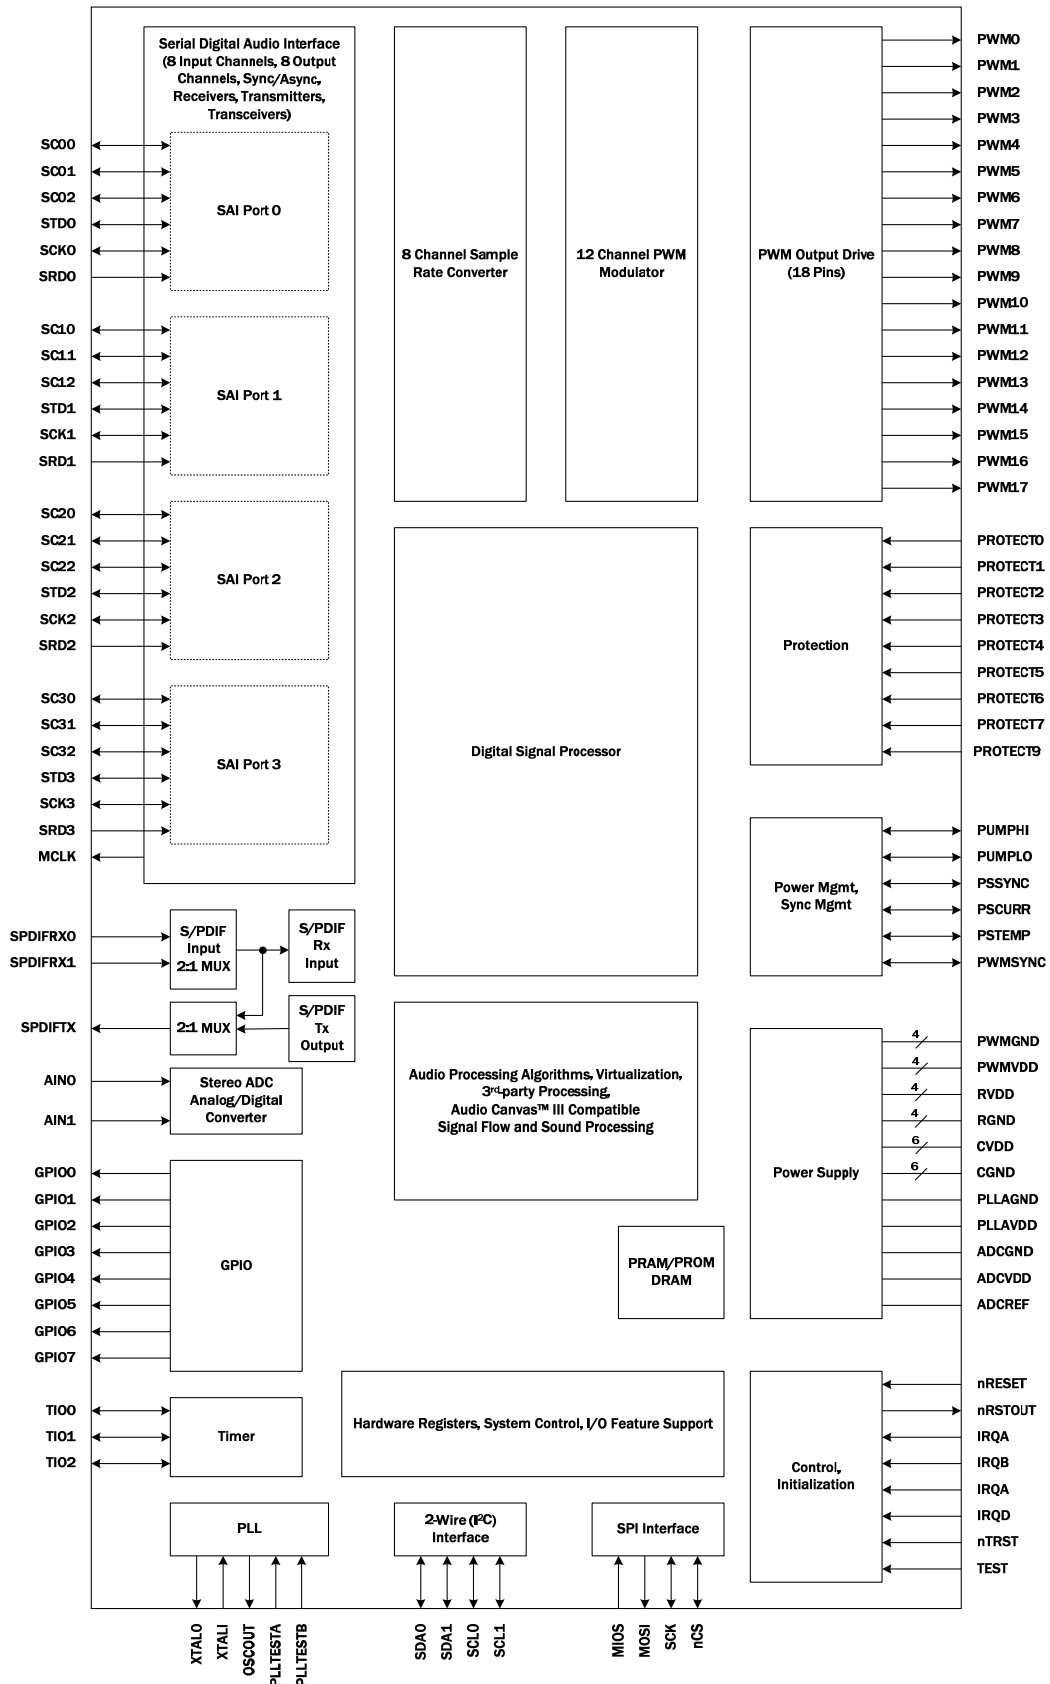 Serial Digital Audio Interface
(8 Input Channels, 8 Output
Channels, Sync/Async,
Receivers, Transmitters,
Transceivers)
SC00
SC01
SC02
STD0
SCK0
SRD0
SAI Port 0
SC10
SC11
SC12
STD1
SCK1
SRD1
SAI Port 1
SC20
SC21
SC22
STD2
SCK2
SRD2
SAI Port 2
SC30
SC31
SC32
STD3
SCK3
SRD3
MCLK
SAI Port 3
SPDIFRX0
SPDIFRX1
S/PDIF
Input
2:1 MUX
S/PDIF
Rx
Input
SPDIFTX
2:1 MUX
S/PDIF
Tx
Output
AIN0
AIN1
Stereo ADC
Analog/Digital
Converter
GPIO0
GPIO1
GPIO2
GPIO3
GPIO4
GPIO5
GPIO6
GPIO7
GPIO
TIO0
TIO1
TIO2
Timer
PLL
XTALO
XTALI
OSCOUT
PLLTESTA
PLLTESTB
8 Channel Sample
Rate Converter
12 Channel PWM
Modulator
PWM Output Drive
(18 Pins)
PWM0
PWM1
PWM2
PWM3
PWM4
PWM5
PWM6
PWM7
PWM8
PWM9
PWM10
PWM11
PWM12
PWM13
PWM14
PWM15
PWM16
PWM17
Digital Signal Processor
Protection
PROTECT0
PROTECT1
PROTECT2
PROTECT3
PROTECT4
PROTECT5
PROTECT6
PROTECT7
PROTECT9
Power Mgmt,
Sync Mgmt
PUMPHI
PUMPLO
PSSYNC
PSCURR
PSTEMP
PWMSYNC
Audio Processing Algorithms, Virtualization,
3rd-party Processing,
Audio Canvas™ III Compatible
Signal Flow and Sound Processing
Power Supply
4 PWMGND
4 PWMVDD
4 RVDD
4 RGND
6 CVDD
6 CGND
PLLAGND
PLLAVDD
ADCGND
ADCVDD
ADCREF
PRAM/PROM
DRAM
Hardware Registers, System Control, I/O Feature Support
Control,
Initialization
nRESET
nRSTOUT
IRQA
IRQB
IRQA
IRQD
nTRST
TEST
2-Wire (I²C)
Interface
SDA0
SDA1
SCL0
SCL1
SPI Interface
MIOS
MOSI
SCK
nCS